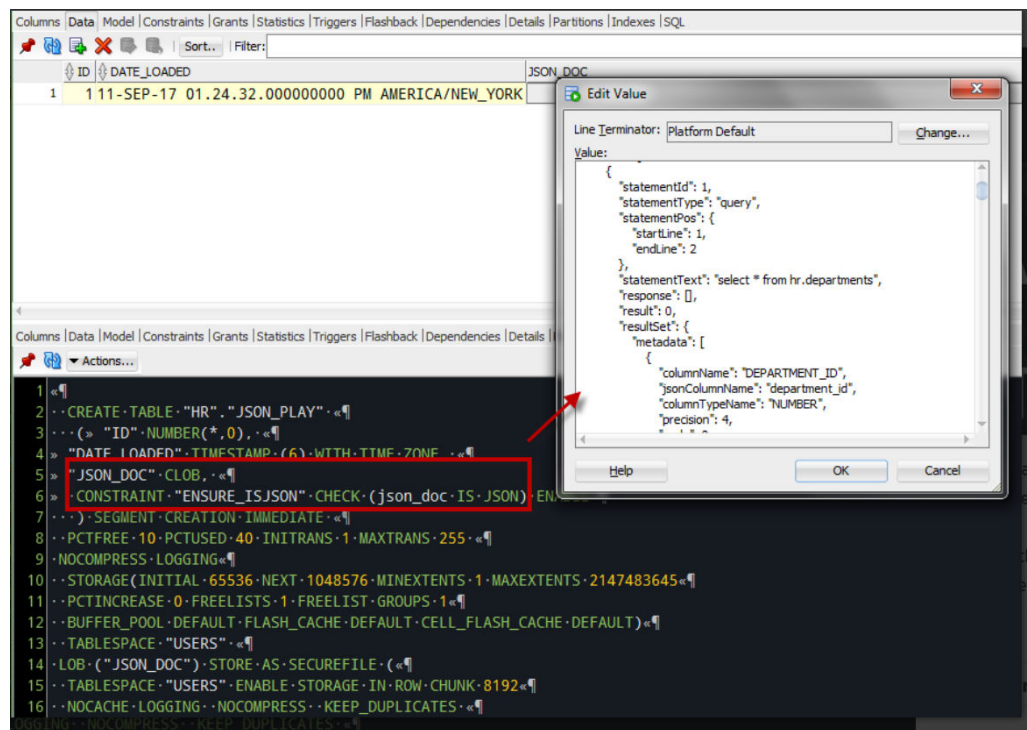 Columns |Data| Model |Constraints |Grants |Statistics |Triggers |Flashback |Dependencies |Details |Partitions |Indexes |SQL
Sort.. | Filter:
ID DATE_LOADED JSON_DOC
1 1 11-SEP-17 01.24.32.000000000 PM AMERICA/NEW_YORK
Edit Value
Line Terminator: Platform Default Change...
Value:
{
"statementId": 1,
"statementType": "query",
"statementPos": {
"startLine": 1,
"endLine": 2
},
"statementText": "select * from hr.departments",
"response": [],
"result": 0,
"resultSet": {
"metadata": [
{
"columnName": "DEPARTMENT_ID",
"jsonColumnName": "department_id",
"columnTypeName": "NUMBER",
"precision": 4,
Help OK Cancel
Columns |Data |Model |Constraints |Grants |Statistics |Triggers |Flashback |Dependencies |Details |
Actions...
1 «¶
2 ··CREATE·TABLE·"HR"."JSON_PLAY"·«¶
3 ···(» "ID"·NUMBER(*,0),·«¶
4 » "DATE_LOADED"·TIMESTAMP·(6)·WITH·TIME·ZONE·,·«¶
5 » "JSON_DOC"·CLOB,·«¶
6 » ·CONSTRAINT·"ENSURE_ISJSON"·CHECK·(json_doc·IS·JSON)·ENABLE·«¶
7 ···)·SEGMENT·CREATION·IMMEDIATE·«¶
8 ··PCTFREE·10·PCTUSED·40·INITRANS·1·MAXTRANS·255·«¶
9 ·NOCOMPRESS·LOGGING«¶
10 ··STORAGE(INITIAL·65536·NEXT·1048576·MINEXTENTS·1·MAXEXTENTS·2147483645«¶
11 ··PCTINCREASE·0·FREELISTS·1·FREELIST·GROUPS·1«¶
12 ··BUFFER_POOL·DEFAULT·FLASH_CACHE·DEFAULT·CELL_FLASH_CACHE·DEFAULT)«¶
13 ··TABLESPACE·"USERS"·«¶
14 ·LOB·("JSON_DOC")·STORE·AS·SECUREFILE·(«¶
15 ··TABLESPACE·"USERS"·ENABLE·STORAGE·IN·ROW·CHUNK·8192«¶
16 ··NOCACHE·LOGGING··NOCOMPRESS··KEEP_DUPLICATES·«¶
OGGING··NOCOMPRESS··KEEP_DUPLICATES·«¶